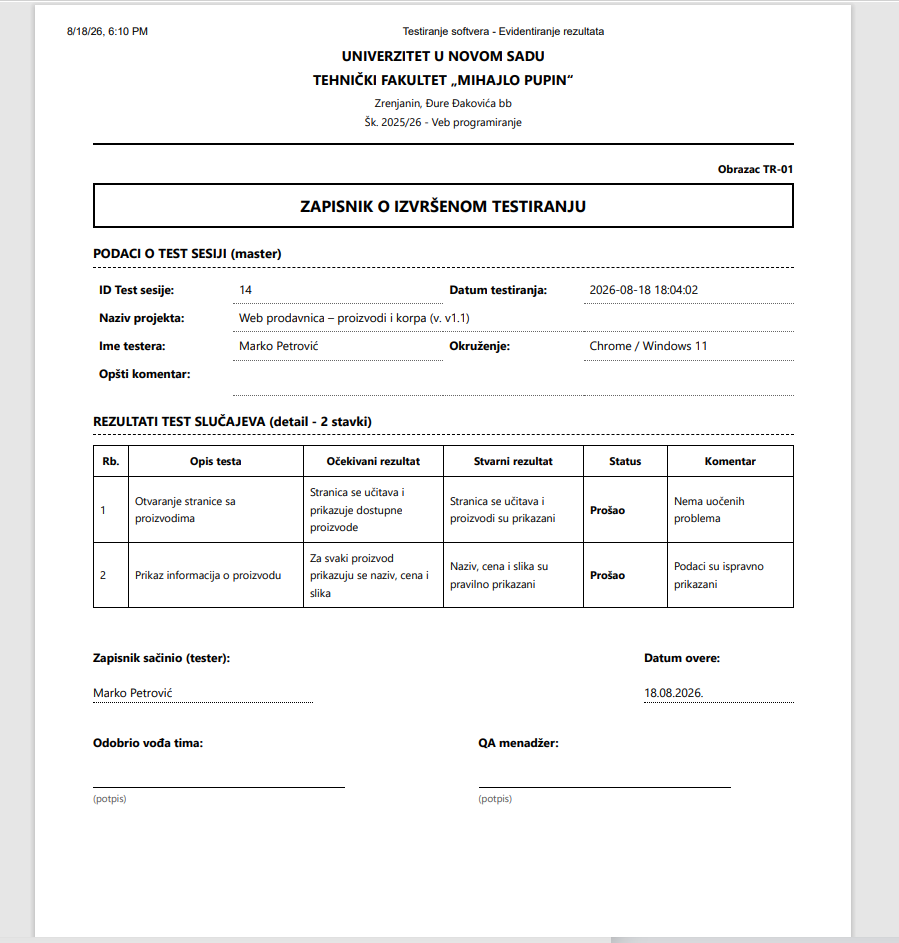 8/18/26, 6:10 PM Testiranje softvera - Evidentiranje rezultata
UNIVERZITET U NOVOM SADU
TEHNIČKI FAKULTET „MIHAJLO PUPIN“
Zrenjanin, Đure Đakovića bb
Šk. 2025/26 - Veb programiranje
Obrazac TR-01
ZAPISNIK O IZVRŠENOM TESTIRANJU
PODACI O TEST SESIJI (master)
ID Test sesije: 14 Datum testiranja: 2026-08-18 18:04:02
Naziv projekta: Web prodavnica – proizvodi i korpa (v. v1.1)
Ime testera: Marko Petrović Okruženje: Chrome / Windows 11
Opšti komentar:
REZULTATI TEST SLUČAJEVA (detail - 2 stavki)
Rb. Opis testa Očekivani rezultat Stvarni rezultat Status Komentar
1
Otvaranje stranice sa
proizvodima
Stranica se učitava i
prikazuje dostupne
proizvode
Stranica se učitava i
proizvodi su prikazani
Prošao
Nema uočenih
problema
2
Prikaz informacija o proizvodu
Za svaki proizvod
prikazuju se naziv, cena i
slika
Naziv, cena i slika su
pravilno prikazani
Prošao
Podaci su ispravno
prikazani
Zapisnik sačinio (tester): Datum overe:
Marko Petrović 18.08.2026.
Odobrio vođa tima: QA menadžer:
(potpis) (potpis)